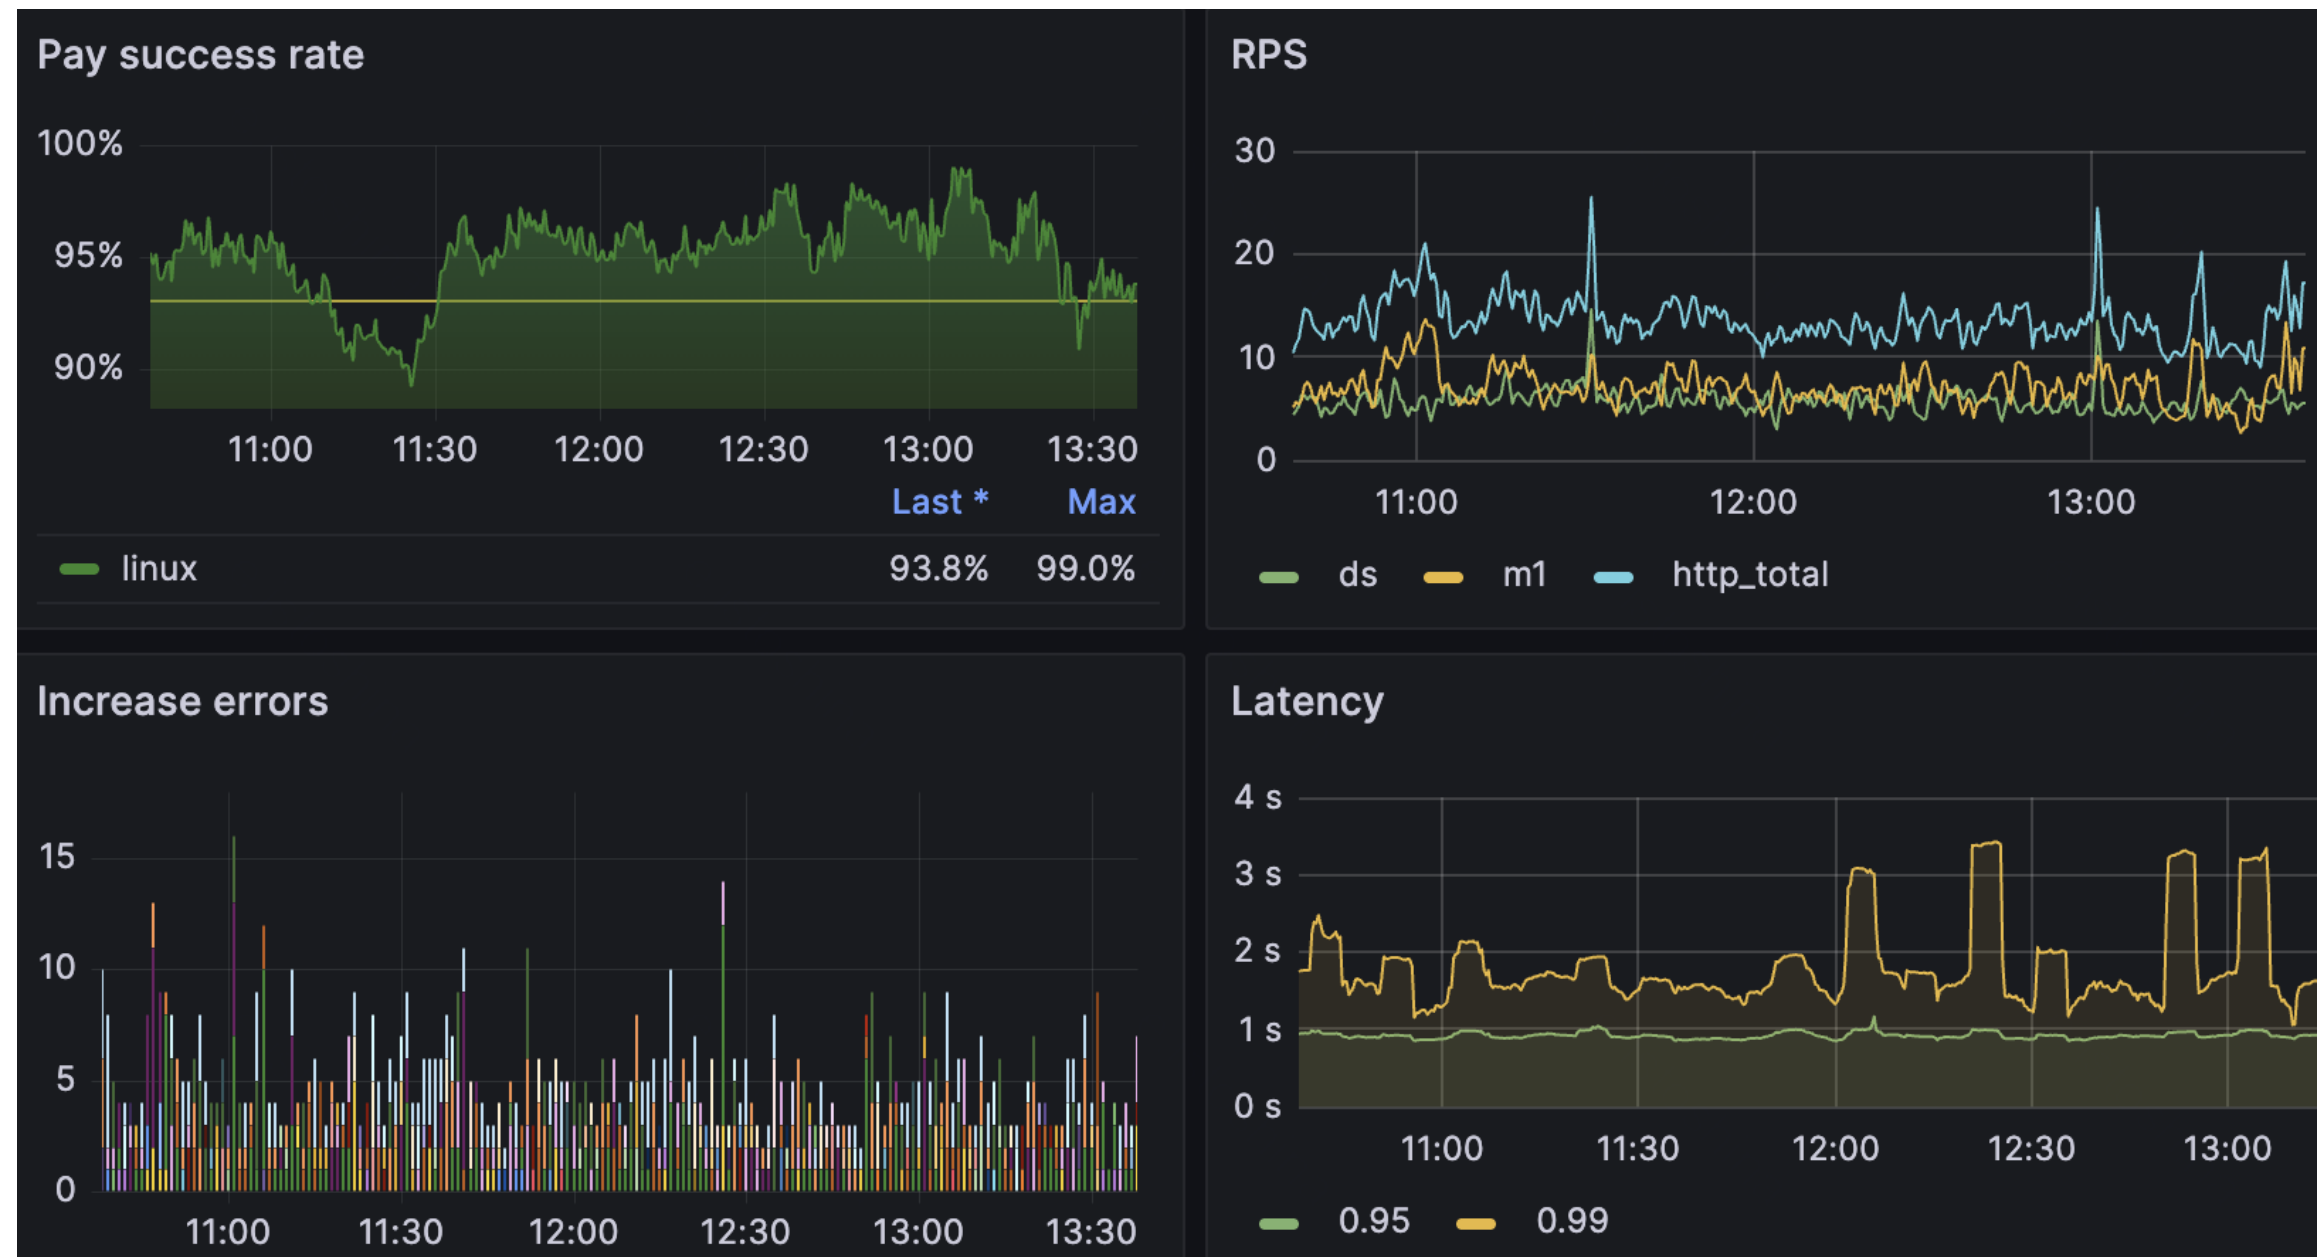 Pay success rate
100%
95%
90%
11:00 11:30 12:00 12:30 13:00 13:30
Last * Max
linux 93.8% 99.0%
RPS
30
20
10
0
11:00 12:00 13:00
ds m1 http_total
Increase errors
15
10
5
0
11:00 11:30 12:00 12:30 13:00 13:30
Latency
4 s
3 s
2 s
1 s
0 s
11:00 11:30 12:00 12:30 13:00
0.95 0.99